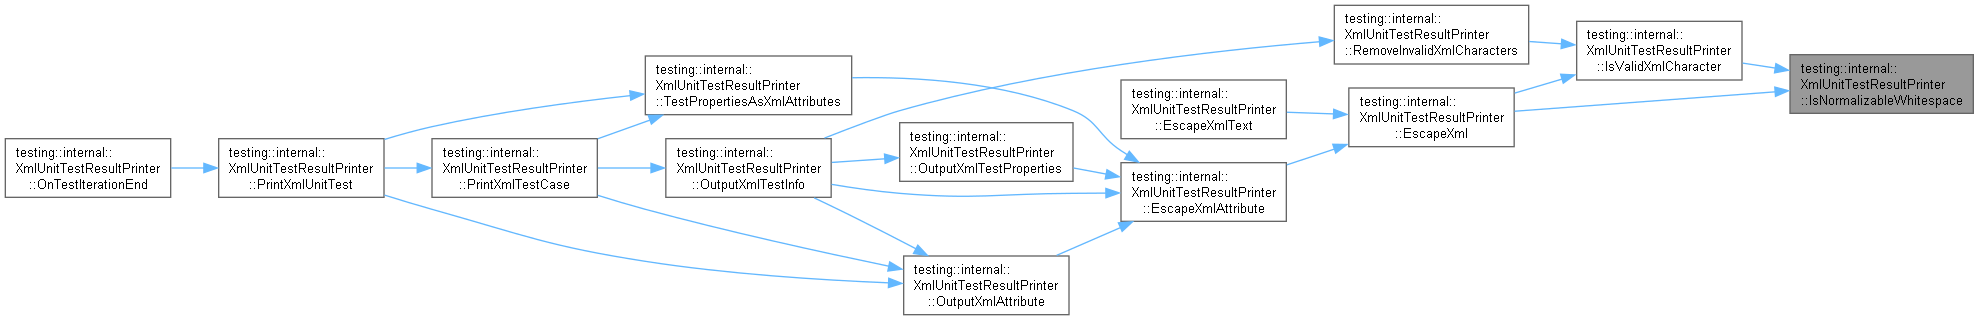 testing::internal::
XmlUnitTestResultPrinter
::OnTestIterationEnd
testing::internal::
XmlUnitTestResultPrinter
::PrintXmlUnitTest
testing::internal::
XmlUnitTestResultPrinter
::PrintXmlTestCase
testing::internal::
XmlUnitTestResultPrinter
::TestPropertiesAsXmlAttributes
testing::internal::
XmlUnitTestResultPrinter
::OutputXmlTestInfo
testing::internal::
XmlUnitTestResultPrinter
::OutputXmlTestProperties
testing::internal::
XmlUnitTestResultPrinter
::OutputXmlAttribute
testing::internal::
XmlUnitTestResultPrinter
::EscapeXmlText
testing::internal::
XmlUnitTestResultPrinter
::EscapeXmlAttribute
testing::internal::
XmlUnitTestResultPrinter
::RemoveInvalidXmlCharacters
testing::internal::
XmlUnitTestResultPrinter
::EscapeXml
testing::internal::
XmlUnitTestResultPrinter
::IsValidXmlCharacter
testing::internal::
XmlUnitTestResultPrinter
::IsNormalizableWhitespace